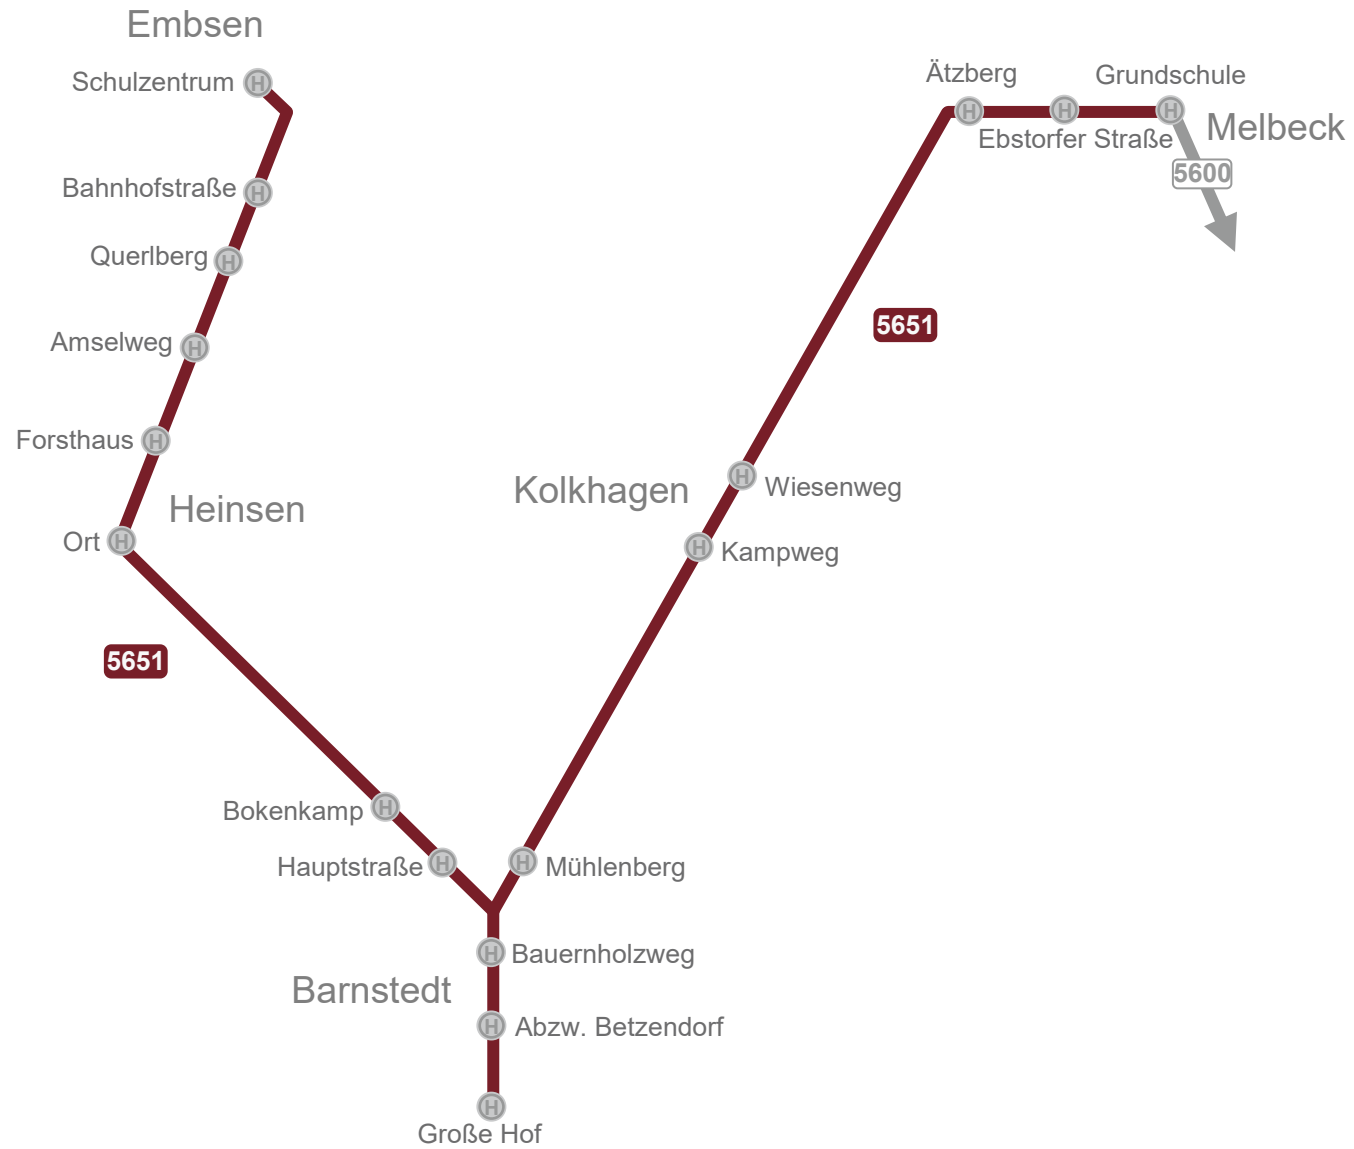 Embsen
Schulzentrum H
Ätzberg
Grundschule
H H H
Melbeck
Ebstorfer Straße
5600
Bahnhofstraße H
Querlberg H
5651
Amselweg H
Forsthaus H
Heinsen
Kolkhagen
H Wiesenweg
Ort H
H Kampweg
5651
Bokenkamp H
Hauptstraße H
H Mühlenberg
H Bauernholzweg
Barnstedt
H Abzw. Betzendorf
H
Große Hof